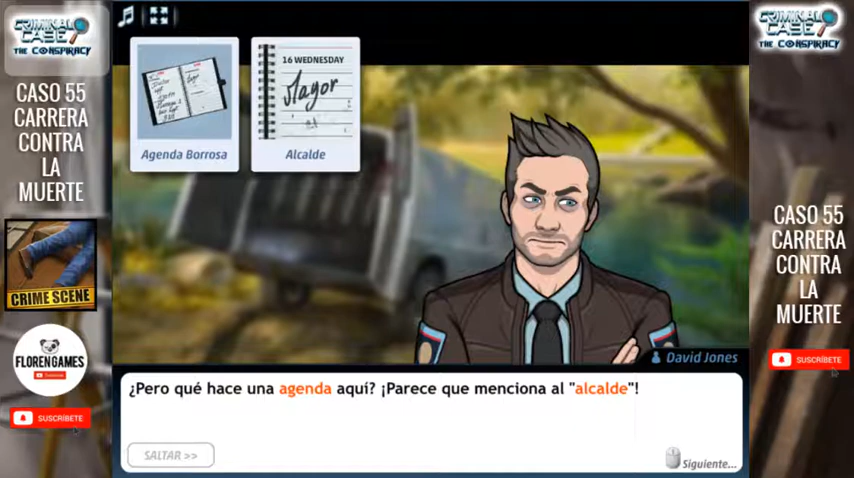 CRIMINAL
CASE
THE CONSPIRACY
CASO 55
CARRERA
CONTRA
LA
MUERTE
CRIME SCENE
FLORENGAMES
SUSCRÍBETE
Agenda Borrosa
16 WEDNESDAY
Mayor
Alcalde
David Jones
¿Pero qué hace una agenda aquí? ¡Parece que menciona al "alcalde"!
SALTAR >>
Siguiente...
CRIMINAL
CASE
THE CONSPIRACY
CASO 55
CARRERA
CONTRA
LA
MUERTE
SUSCRÍBETE